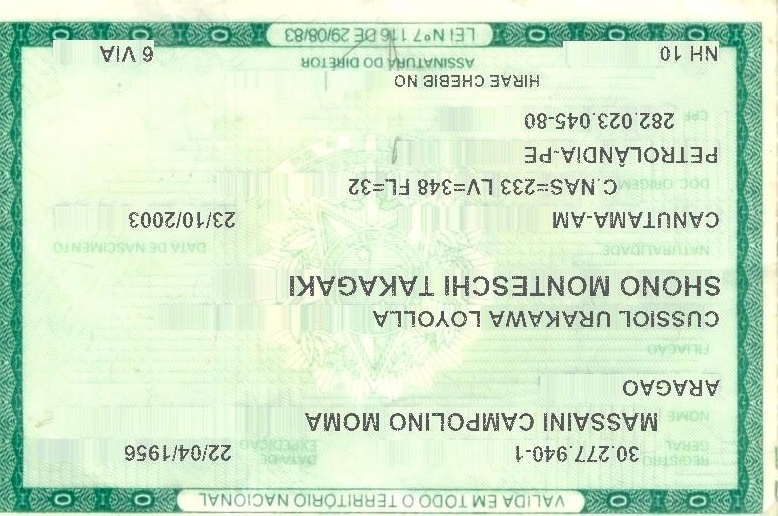 VALIDA EM TODO O TERRITÓRIO NACIONAL
REGISTRO GERAL 30.277.940-1 DATA DE EXPEDIÇÃO 22/04/1956
NOME MASSAINI CAMPOLINO MOMA
ARAGAO
FILIAÇÃO
CUSSIOL URAKAWA LOYOLLA
SHONO MONTESCHI TAKAGAKI
NATURALIDADE DATA DE NASCIMENTO
CANUTAMA-AM 23/10/2003
DOC ORIGEM C.NAS=233 LV=348 FL=32
PETROLÂNDIA-PE
CPF 282.023.045-80
HIRAE CHEBIE NO
NH 10 ASSINATURA DO DIRETOR 6 VIA
LEI Nº 7.116 DE 29/08/83